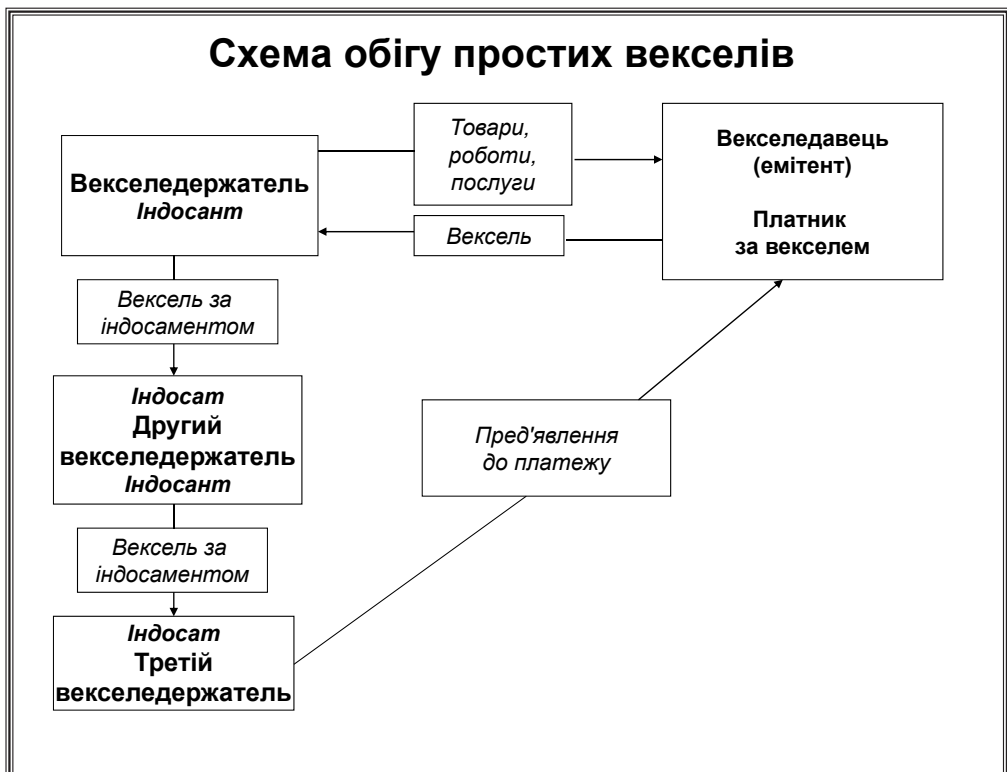 Схема обігу простих векселів
Товари,
роботи,
послуги
Векселедавець
(емітент)
Платник
за векселем
Векселедержатель
Індосант
Вексель
Вексель за
індосаментом
Індосат
Другий
векселедержатель
Індосант
Пред'явлення
до платежу
Вексель за
індосаментом
Індосат
Третій
векселедержатель